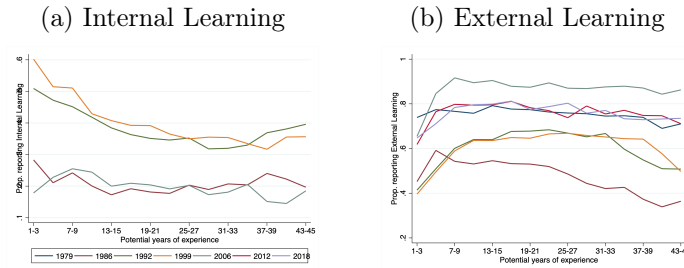 (a) Internal Learning
(b) External Learning
Prop. reporting Internal Learning
.6
.2
.1
1-3 7-9 13-15 19-21 25-27 31-33 37-39 43-45
Potential years of experience
1979 1986 1992 1999 2006 2012 2018
Prop. reporting External Learning
1
.8
.6
.4
.2
1-3 7-9 13-15 19-21 25-27 31-33 37-39 43-45
Potential years of experience